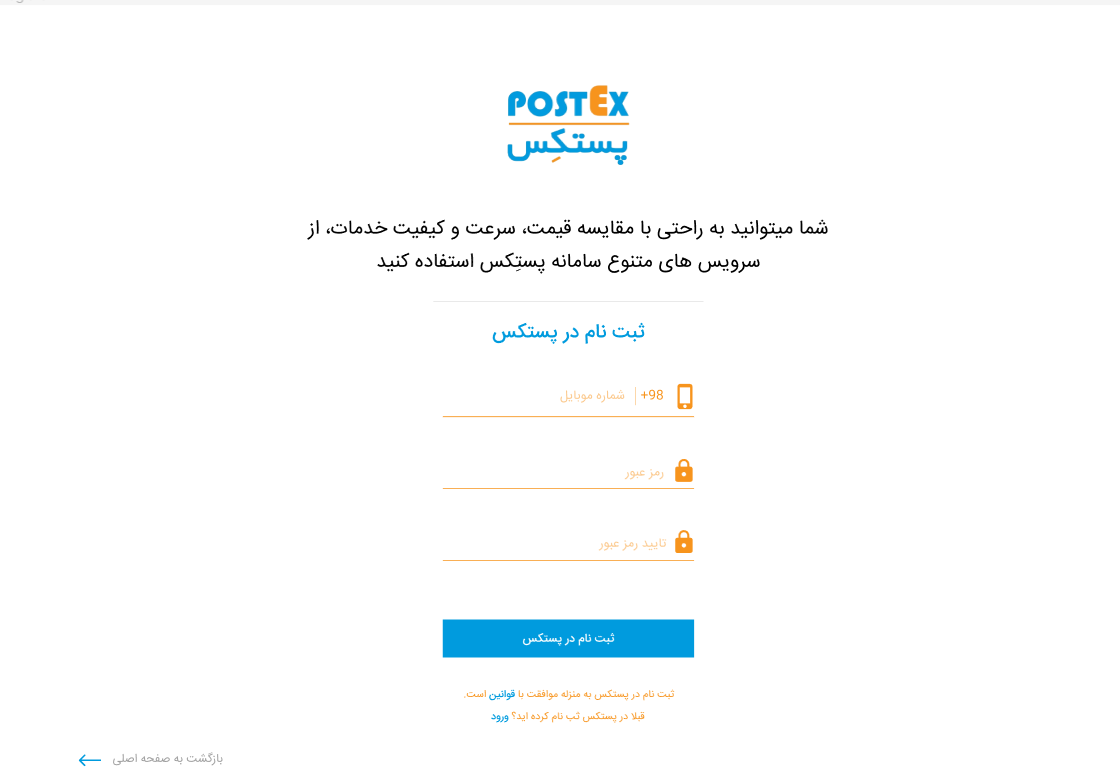 POSTEX
پستکِس
شما میتوانید به راحتی با مقایسه قیمت، سرعت و کیفیت خدمات، از
سرویس های متنوع سامانه پستِکس استفاده کنید
ثبت نام در پستکس
+98 شماره موبایل
رمز عبور
تایید رمز عبور
ثبت نام در پستکس
ثبت نام در پستکس به منزله موافقت با قوانین است.
قبلا در پستکس ثب نام کرده اید؟ ورود
بازگشت به صفحه اصلی